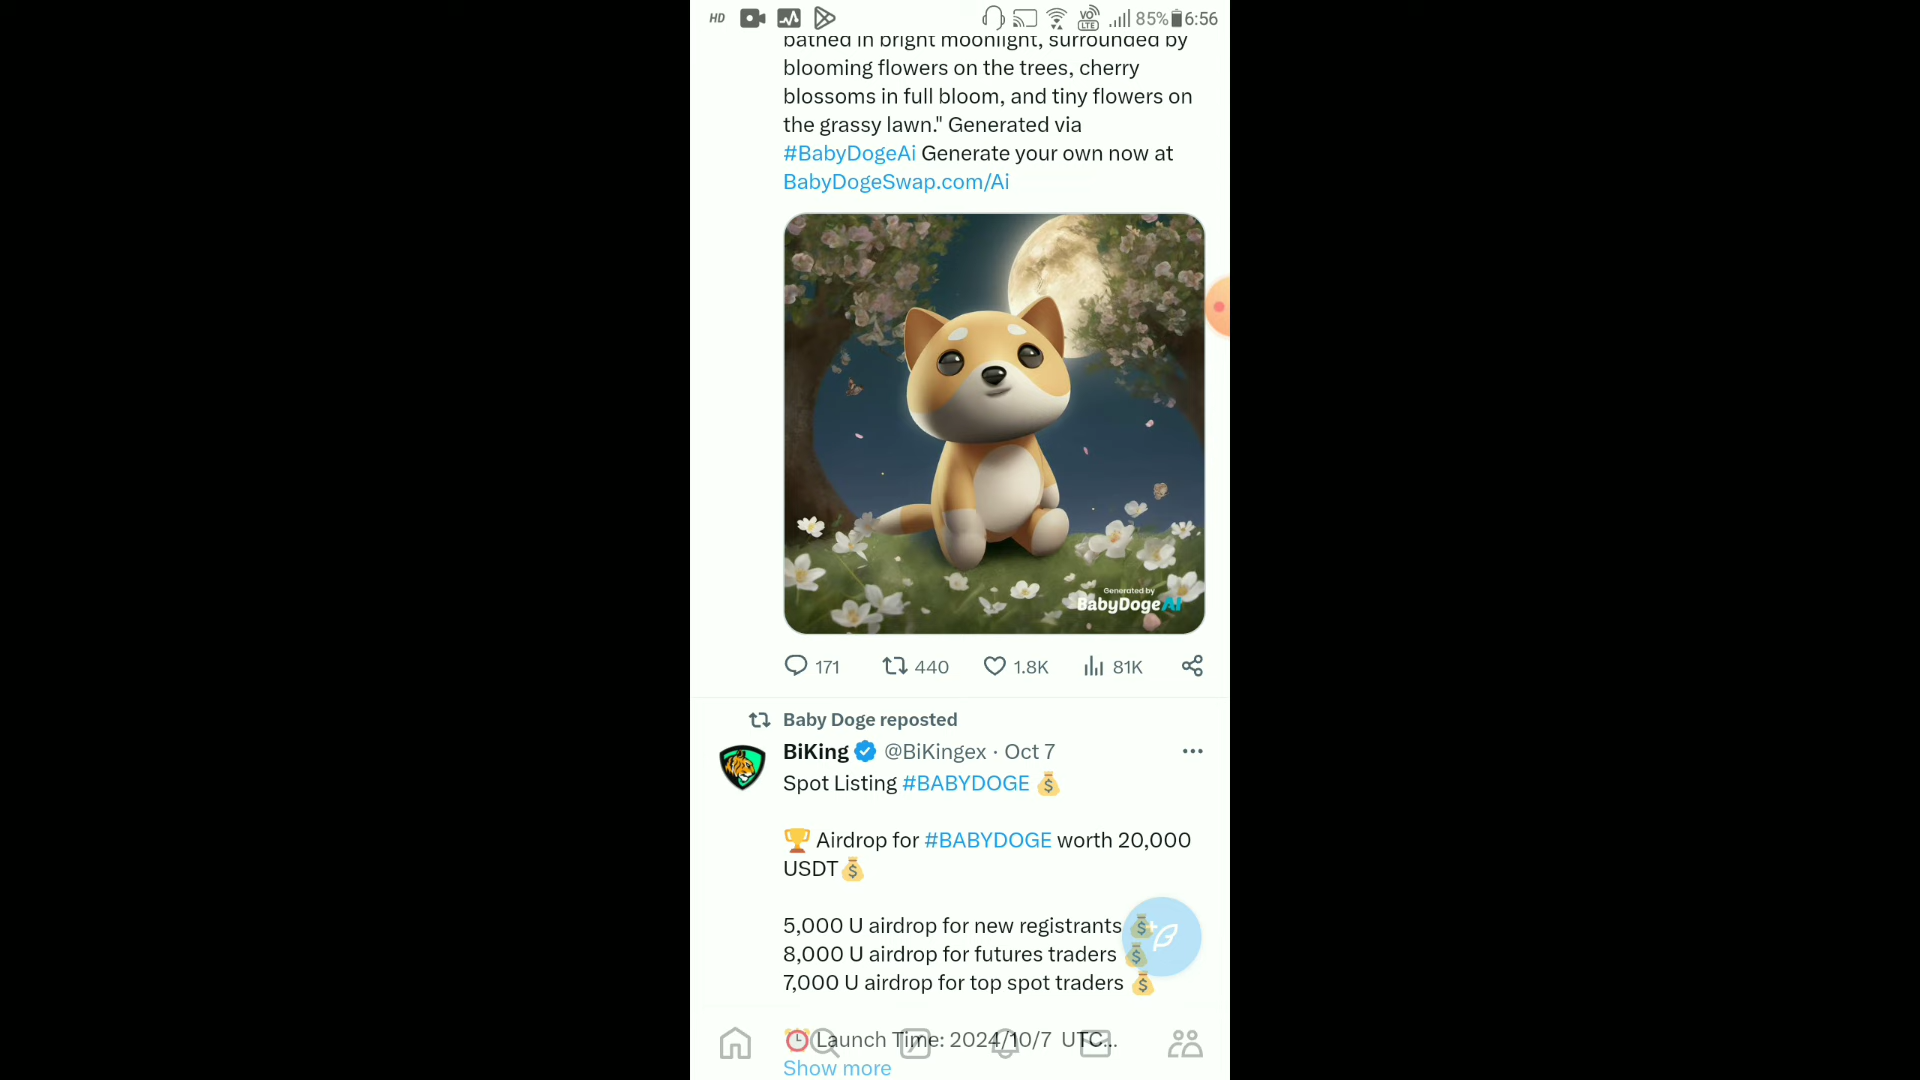 HD VO LTE 85% 6:56
bathed in bright moonlight, surrounded by
blooming flowers on the trees, cherry
blossoms in full bloom, and tiny flowers on
the grassy lawn." Generated via
#BabyDogeAi Generate your own now at
BabyDogeSwap.com/Ai
Generated by
BabyDogeAi
171 440 1.8K 81K
Baby Doge reposted
BiKing @BiKingex · Oct 7
Spot Listing #BABYDOGE 💰
🏆 Airdrop for #BABYDOGE worth 20,000
USDT💰
5,000 U airdrop for new registrants 💰
8,000 U airdrop for futures traders 💰
7,000 U airdrop for top spot traders 💰
⏰ Launch Time: 2024/10/7 UTC...
Show more